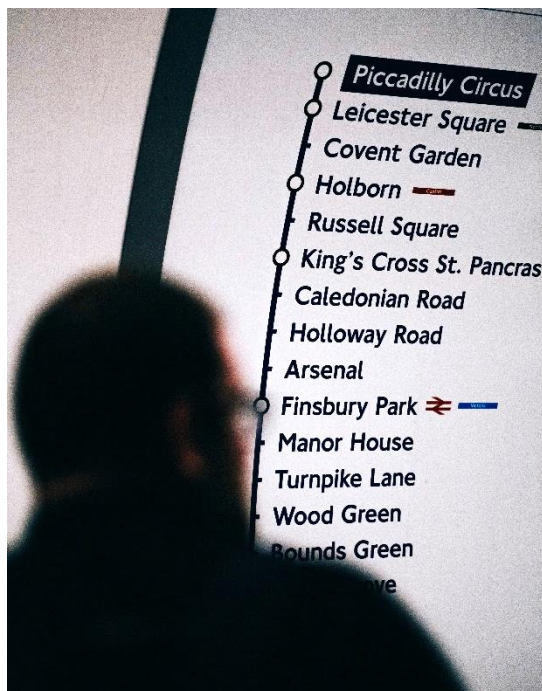 Piccadilly Circus
Leicester Square
Covent Garden
Holborn
Russell Square
King's Cross St. Pancras
Caledonian Road
Holloway Road
Arsenal
Finsbury Park
Manor House
Turnpike Lane
Wood Green
Bounds Green